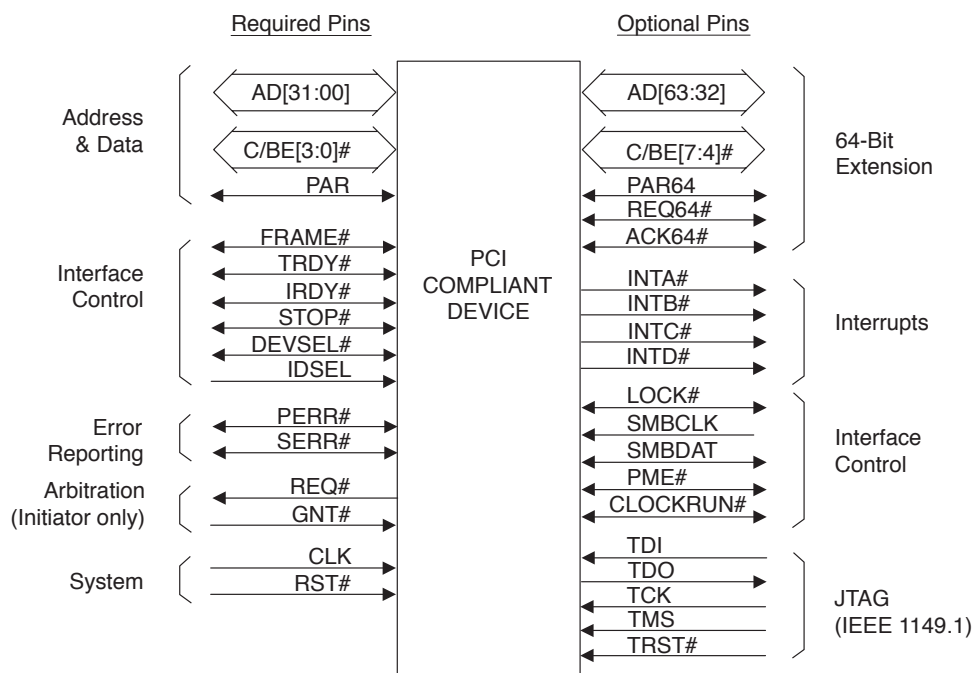 Required Pins
Optional Pins
Address
& Data
AD[31:00]
C/BE[3:0]#
PAR
Interface
Control
FRAME#
TRDY#
IRDY#
STOP#
DEVSEL#
IDSEL
Error
Reporting
PERR#
SERR#
Arbitration
(Initiator only)
REQ#
GNT#
System
CLK
RST#
PCI
COMPLIANT
DEVICE
AD[63:32]
C/BE[7:4]#
PAR64
REQ64#
ACK64#
64-Bit
Extension
INTA#
INTB#
INTC#
INTD#
Interrupts
LOCK#
SMBCLK
SMBDAT
PME#
CLOCKRUN#
Interface
Control
TDI
TDO
TCK
TMS
TRST#
JTAG
(IEEE 1149.1)